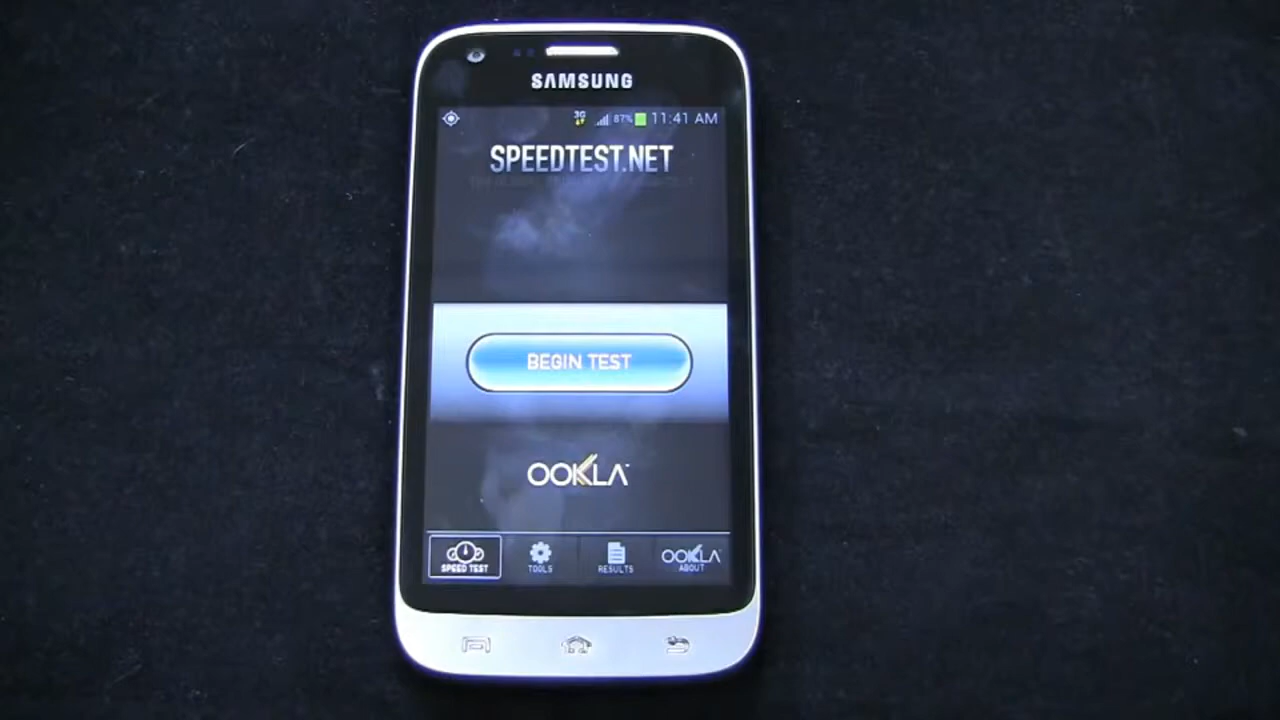 SAMSUNG
3G 87% 11:41 AM
SPEEDTEST.NET
BEGIN TEST
OOKLA
SPEED TEST TOOLS RESULTS OOKLA ABOUT